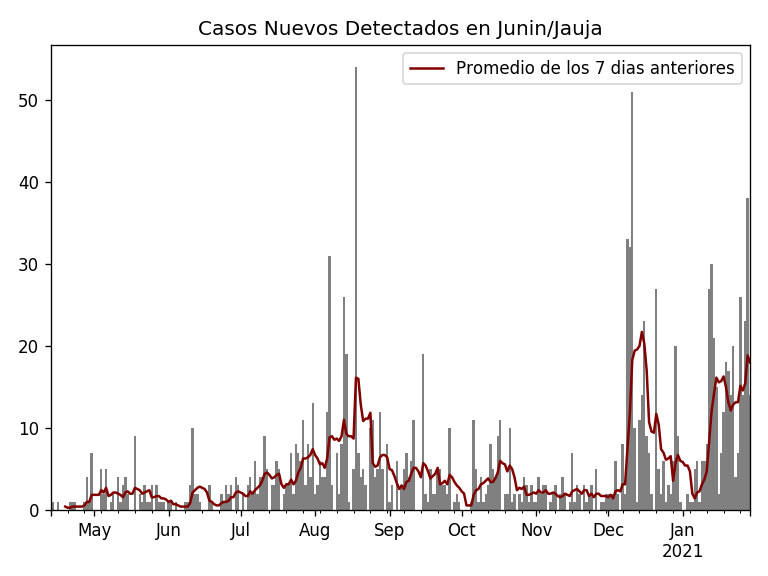 Casos Nuevos Detectados en Junin/Jauja
Promedio de los 7 dias anteriores
50
40
30
20
10
0
May Jun Jul Aug Sep Oct Nov Dec Jan
2021